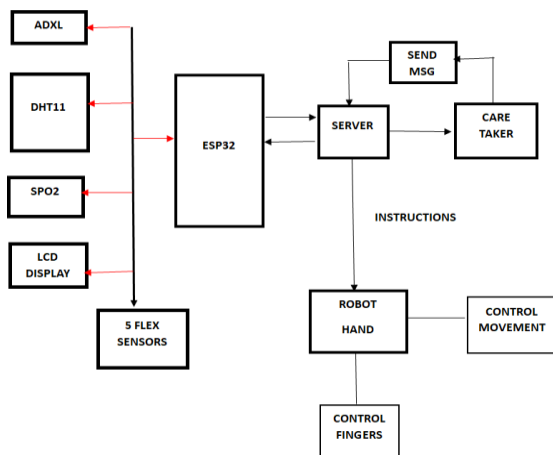 ADXL
DHT11
SPO2
LCD
DISPLAY
5 FLEX
SENSORS
ESP32
SEND
MSG
SERVER
CARE
TAKER
INSTRUCTIONS
ROBOT
HAND
CONTROL
MOVEMENT
CONTROL
FINGERS